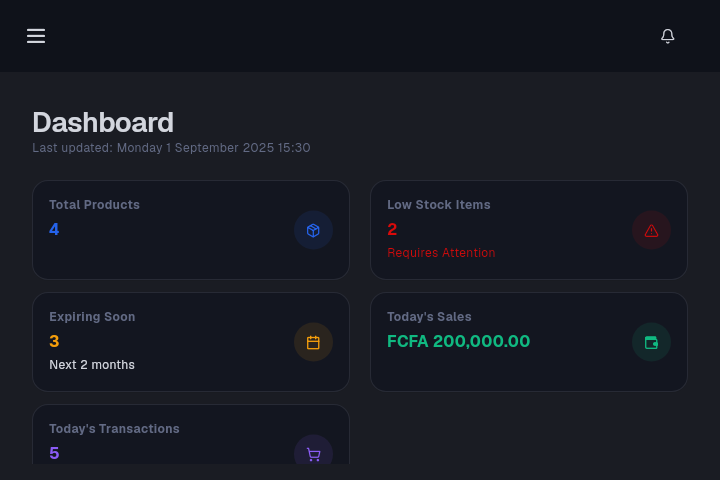 Dashboard
Last updated: Monday 1 September 2025 15:30
Total Products
4
Low Stock Items
2
Requires Attention
Expiring Soon
3
Next 2 months
Today's Sales
FCFA 200,000.00
Today's Transactions
5